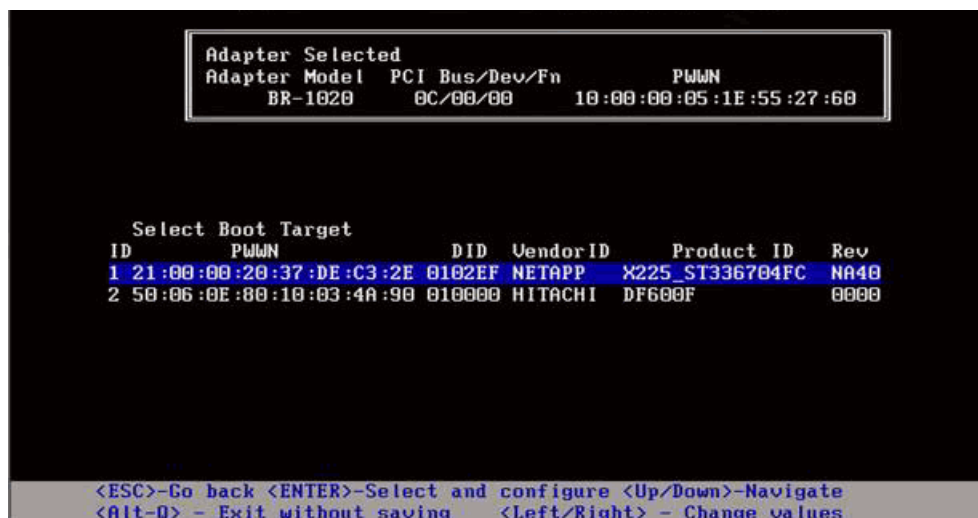 Adapter Selected
Adapter Model PCI Bus/Dev/Fn PWWN
BR-1020 0C/00/00 10:00:00:05:1E:55:27:60
Select Boot Target
ID PWWN DID VendorID Product ID Rev
1 21:00:00:20:37:DE:C3:2E 0102EF NETAPP X225_ST336704FC NA40
2 50:06:0E:80:10:03:4A:90 010000 HITACHI DF600F 0000
<ESC>-Go back <ENTER>-Select and configure <Up/Down>-Navigate
<Alt-Q> - Exit without saving <Left/Right> - Change values